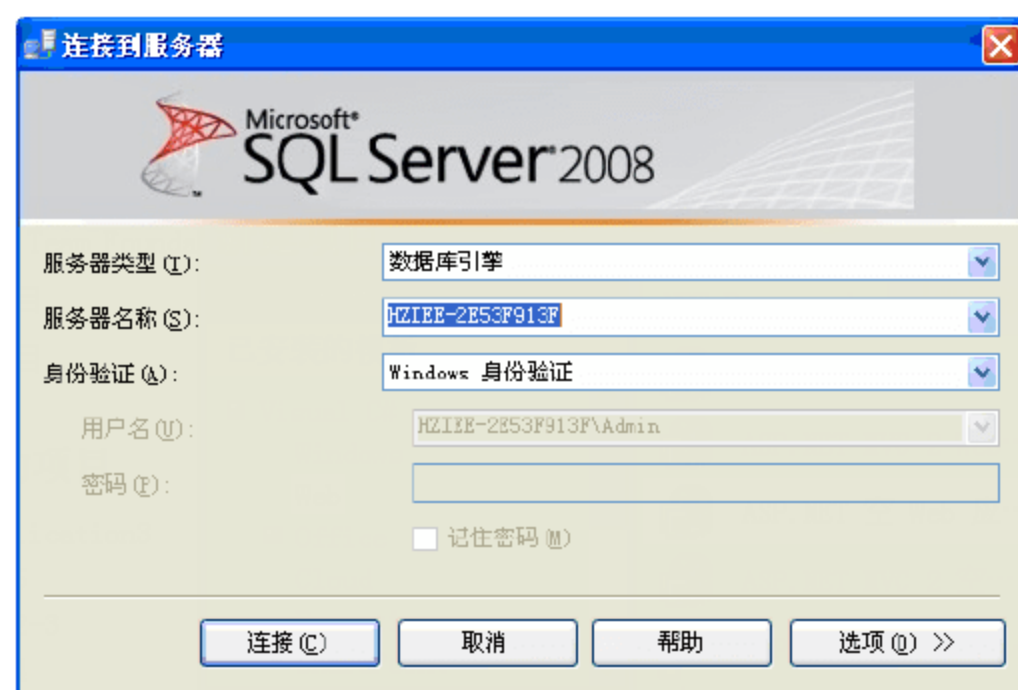 连接到服务器
Microsoft®
SQL Server® 2008
服务器类型(T):
数据库引擎
服务器名称(S):
HZIEE-2E53F913F
身份验证(A):
Windows 身份验证
用户名(U):
HZIEE-2E53F913F\Admin
密码(P):
记住密码(M)
连接(C)
取消
帮助
选项(O) >>